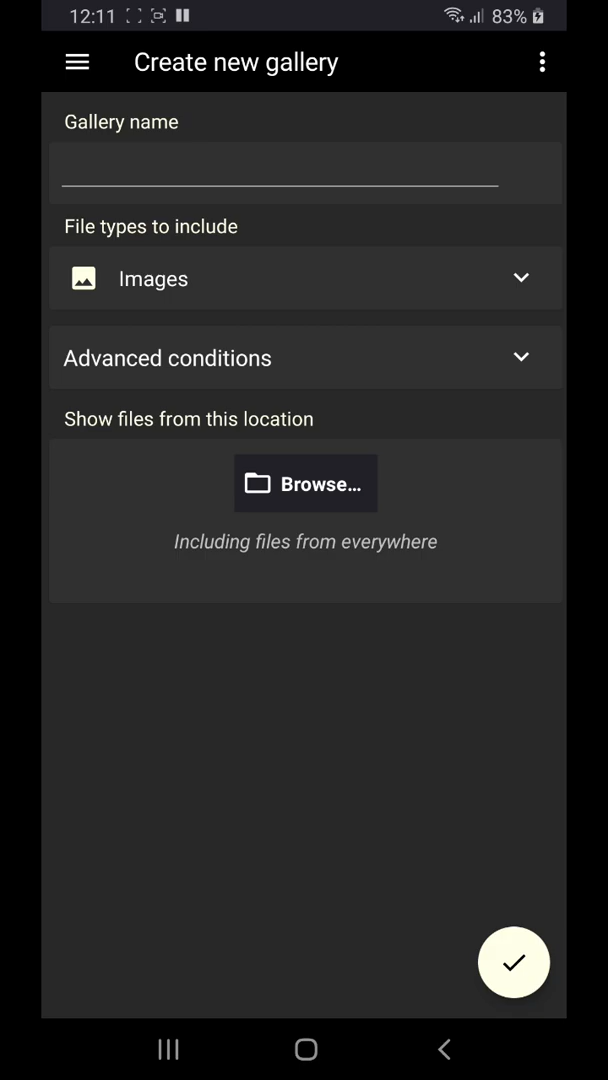 12:11
83%
Create new gallery
Gallery name
File types to include
Images
Advanced conditions
Show files from this location
Browse...
Including files from everywhere